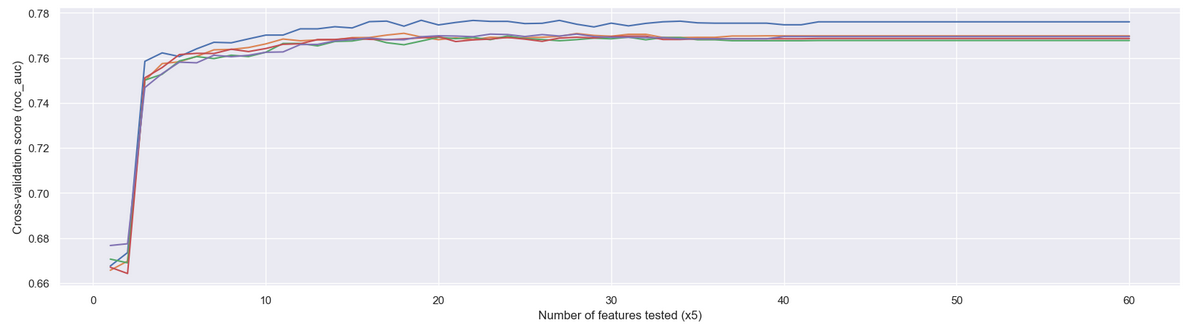 Cross-validation score (roc_auc)
0.78
0.76
0.74
0.72
0.70
0.68
0.66
0 10 20 30 40 50 60
Number of features tested (x5)